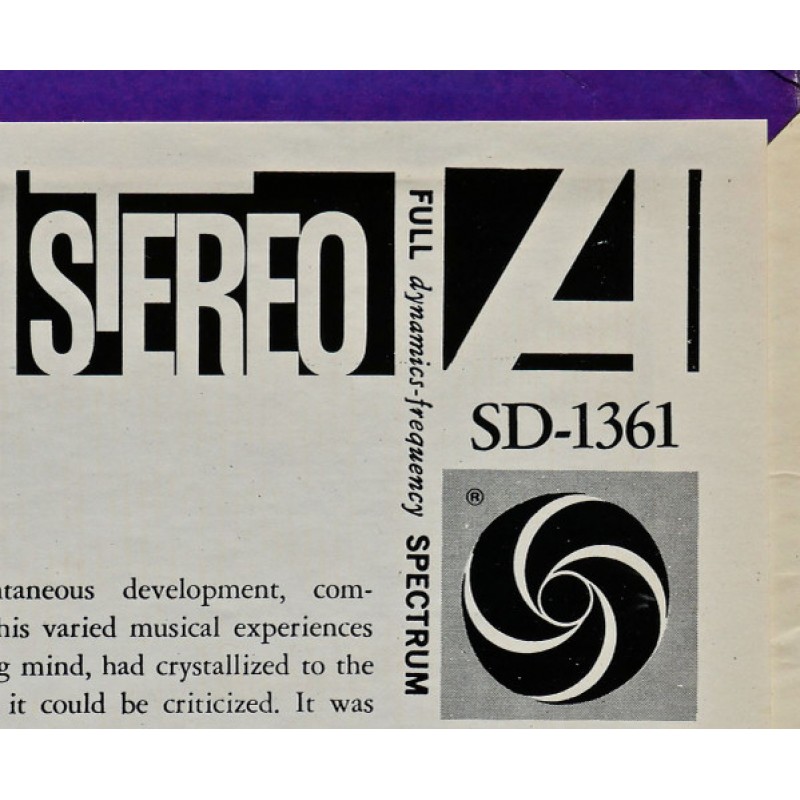 STEREO
FULL dynamics-frequency SPECTRUM
A
SD-1361
®
ntaneous development, com-
his varied musical experiences
g mind, had crystallized to the
it could be criticized. It was